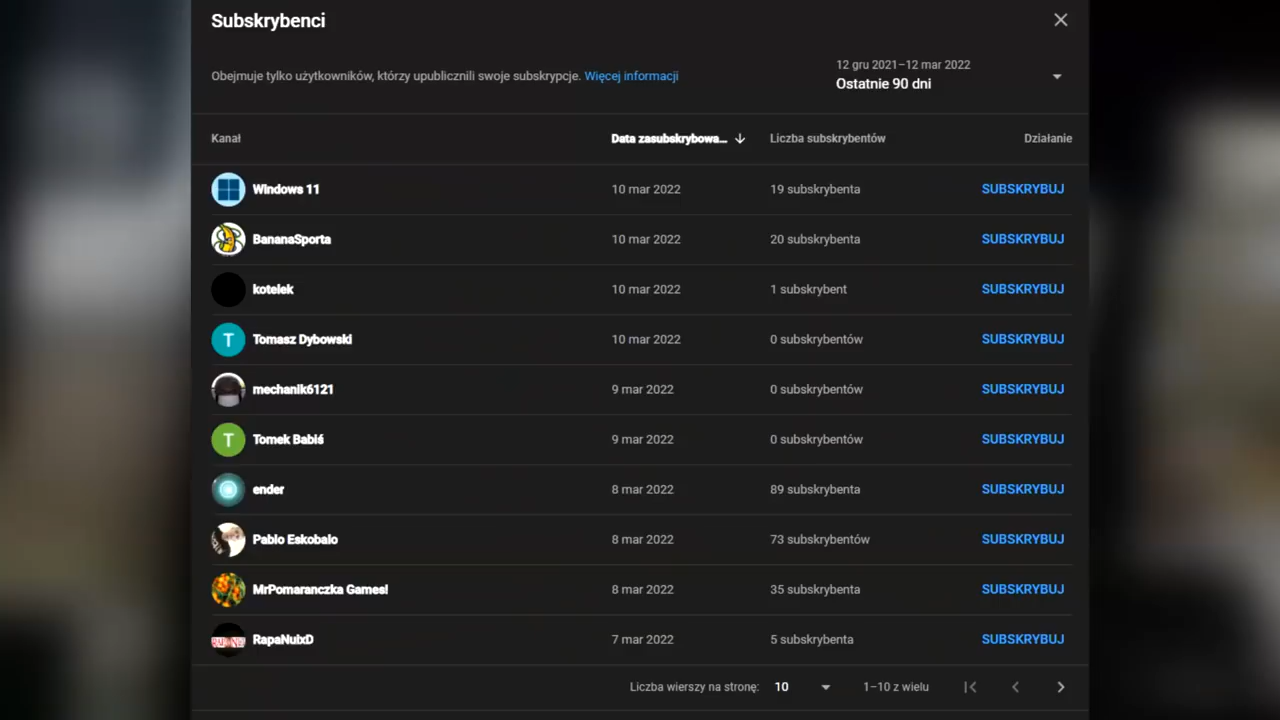 Subskrybenci
Obejmuje tylko użytkowników, którzy upublicznili swoje subskrypcje. Więcej informacji
12 gru 2021–12 mar 2022
Ostatnie 90 dni
Kanał Data zasubskrybowa... Liczba subskrybentów Działanie
Windows 11 10 mar 2022 19 subskrybenta SUBSKRYBUJ
BananaSporta 10 mar 2022 20 subskrybenta SUBSKRYBUJ
kotelek 10 mar 2022 1 subskrybent SUBSKRYBUJ
T Tomasz Dybowski 10 mar 2022 0 subskrybentów SUBSKRYBUJ
mechanik6121 9 mar 2022 0 subskrybentów SUBSKRYBUJ
T Tomek Babiś 9 mar 2022 0 subskrybentów SUBSKRYBUJ
ender 8 mar 2022 89 subskrybenta SUBSKRYBUJ
Pablo Eskobalo 8 mar 2022 73 subskrybentów SUBSKRYBUJ
MrPomaranczka Games! 8 mar 2022 35 subskrybenta SUBSKRYBUJ
RapaNuixD 7 mar 2022 5 subskrybenta SUBSKRYBUJ
Liczba wierszy na stronę: 10 1–10 z wielu